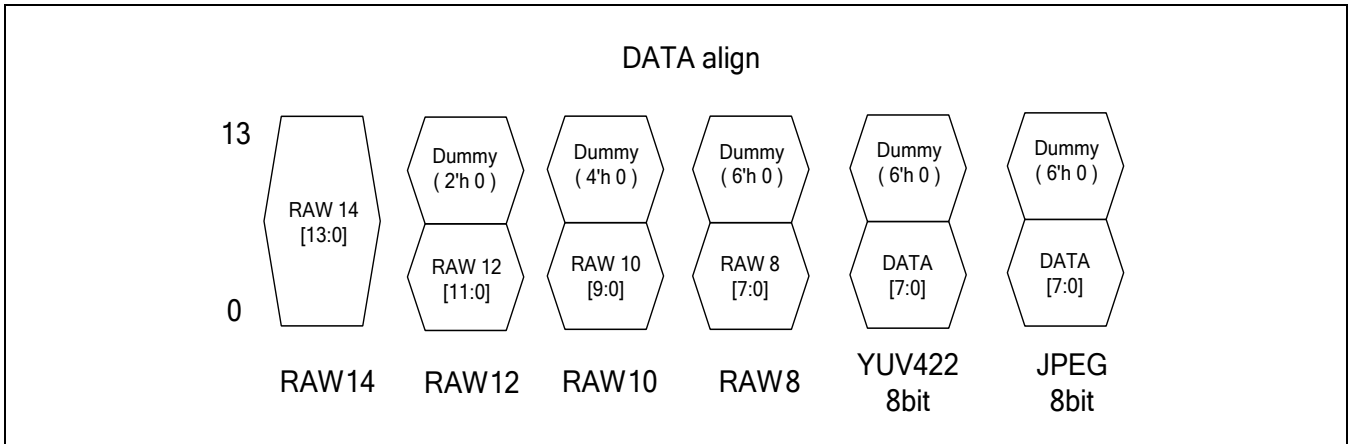 DATA align
13
0
RAW 14
[13:0]
Dummy
( 2'h 0 )
RAW 12
[11:0]
Dummy
( 4'h 0 )
RAW 10
[9:0]
Dummy
( 6'h 0 )
RAW 8
[7:0]
Dummy
( 6'h 0 )
DATA
[7:0]
Dummy
( 6'h 0 )
DATA
[7:0]
RAW14
RAW12
RAW10
RAW8
YUV422
8bit
JPEG
8bit